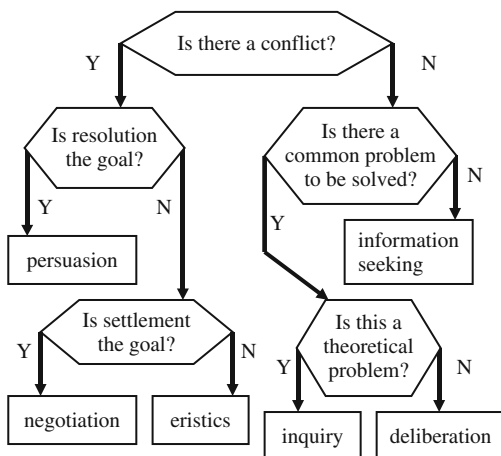 Is there a conflict?
Y
N
Is resolution
the goal?
Is there a
common problem
to be solved?
Y
N
Y
N
persuasion
information
seeking
Is settlement
the goal?
Is this a
theoretical
problem?
Y
N
Y
N
negotiation
eristics
inquiry
deliberation